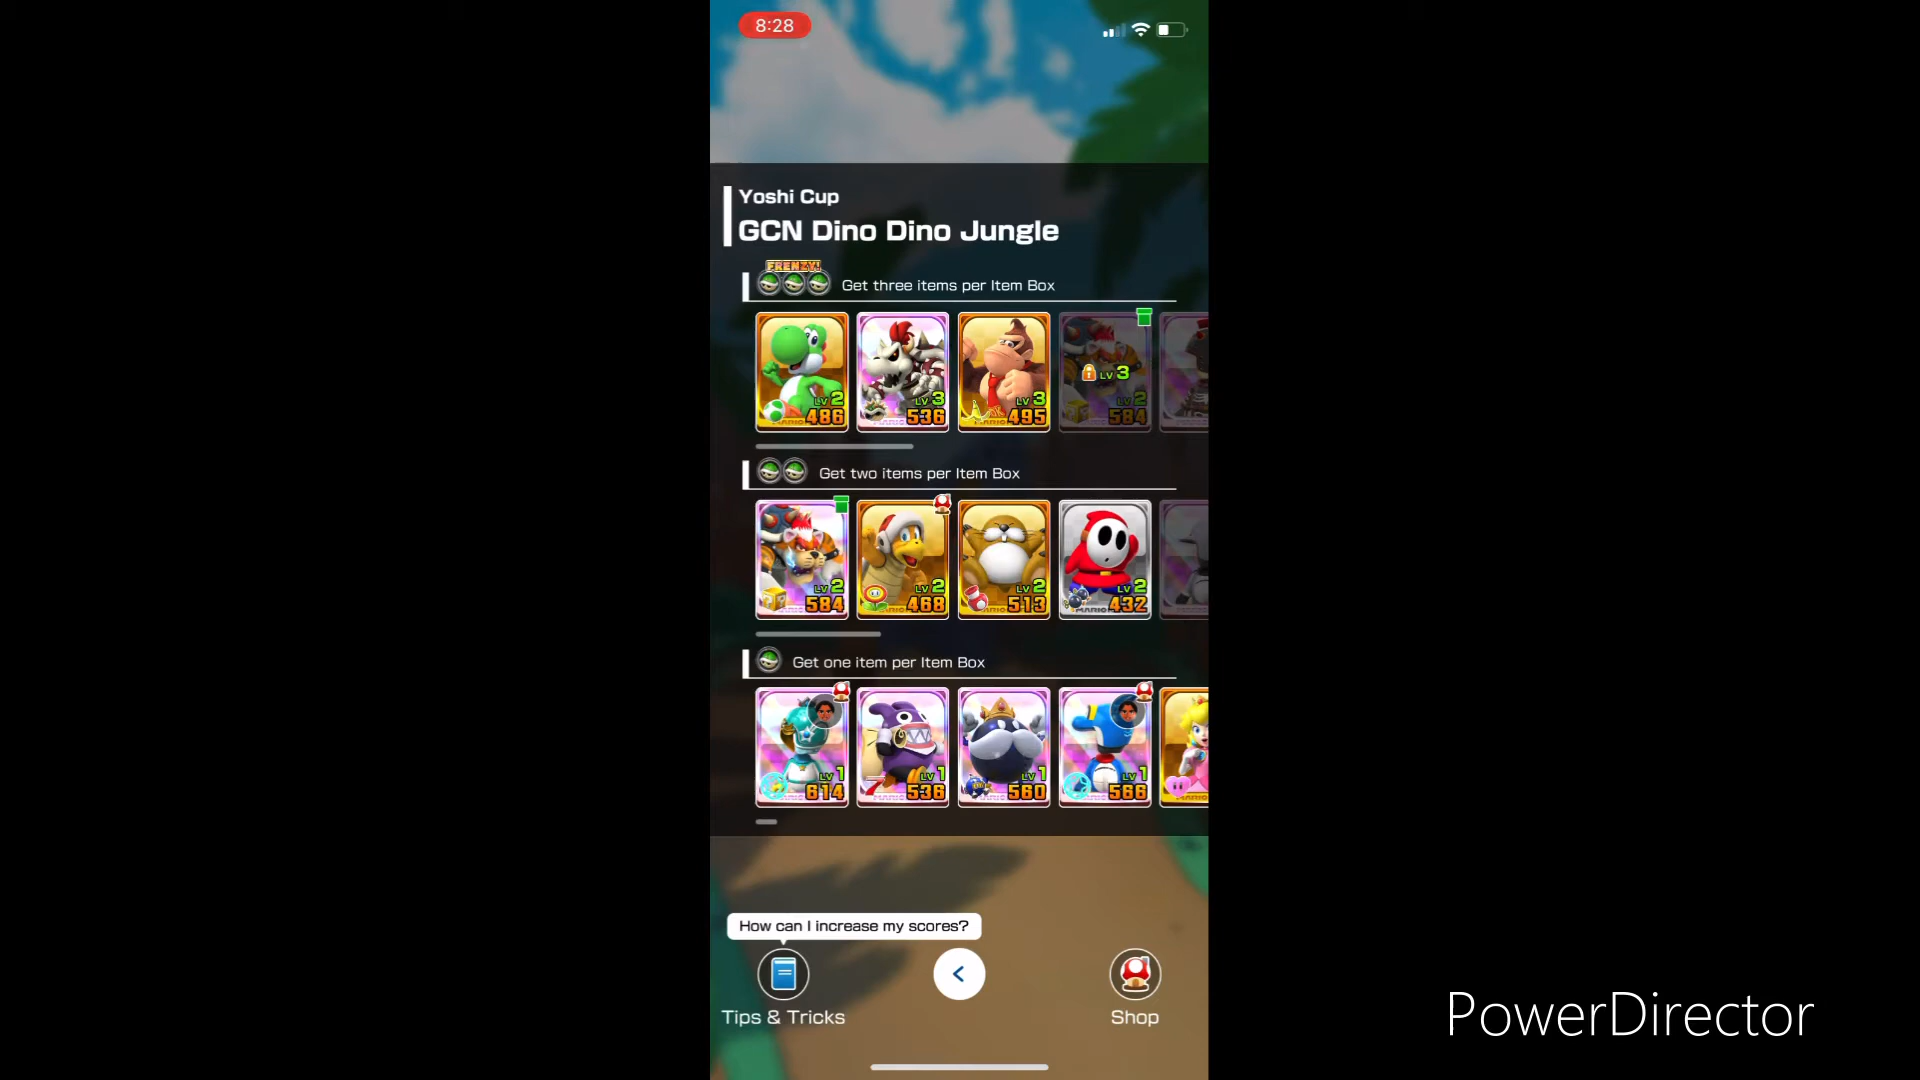 8:28
Yoshi Cup
GCN Dino Dino Jungle
FRENZY!
Get three items per Item Box
LV 2 LV 3 LV 3 LV 3 LV 2
486 536 495 584
Get two items per Item Box
LV 2 LV 2 LV 2 LV 2
584 468 513 432
Get one item per Item Box
LV 1 LV 1 LV 1 LV 1
614 536 560 566
How can I increase my scores?
Tips & Tricks
Shop
PowerDirector